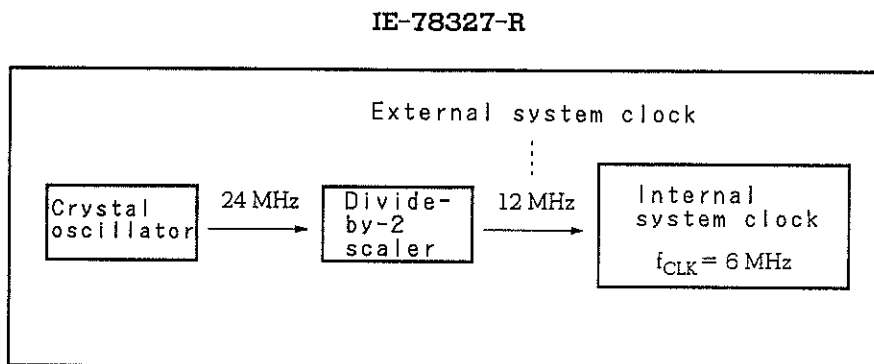 IE-78327-R
External system clock
Crystal
oscillator
24 MHz
Divide-
by-2
scaler
12 MHz
Internal
system clock
fCLK = 6 MHz